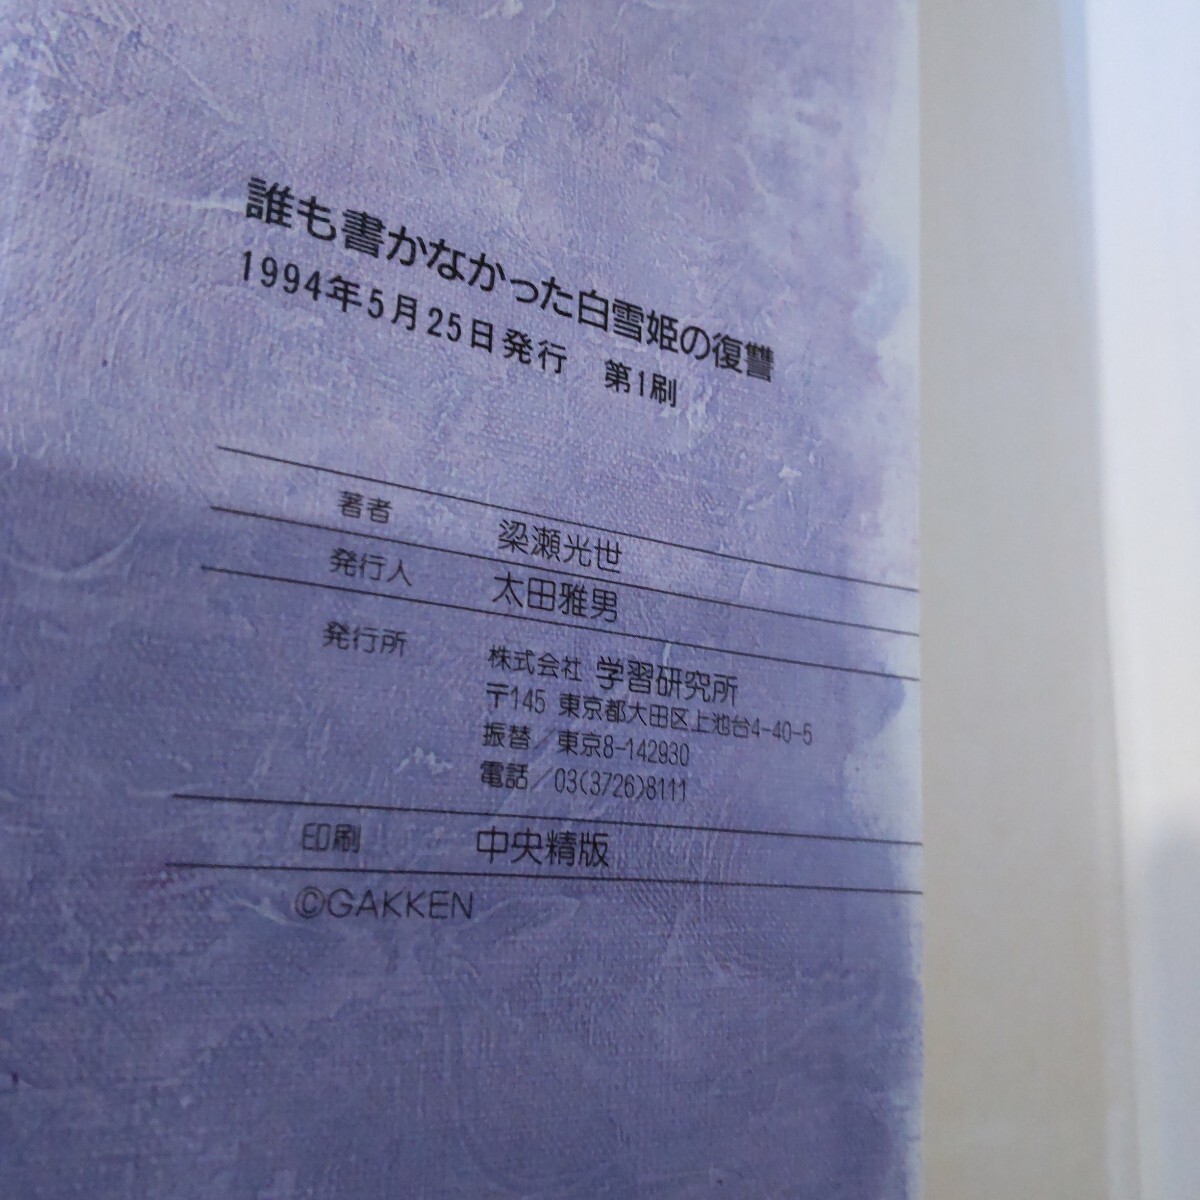 誰も書かなかった白雪姫の復讐
1994年5月25日発行　第1刷
著者　梁瀬光世
発行人　太田雅男
発行所　株式会社 学習研究所
〒145 東京都大田区上池台4-40-5
振替／東京8-142930
電話／03(3726)8111
印刷　中央精版
©GAKKEN